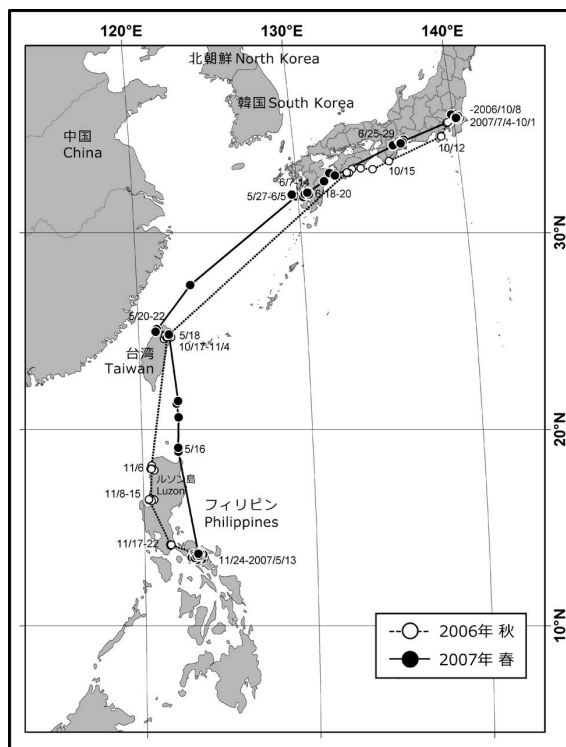 120°E
130°E
140°E
北朝鮮 North Korea
韓国 South Korea
中国
China
-2006/10/8
2007/7/4-10/1
6/25-29
10/12
10/15
6/7-14
6/18-20
5/27-6/5
30°N
5/20-22
5/18
10/17-11/4
台湾
Taiwan
20°N
5/16
11/6
ルソン島
Luzon
11/8-15
フィリピン
Philippines
11/17-22
11/24-2007/5/13
10°N
2006年 秋
2007年 春